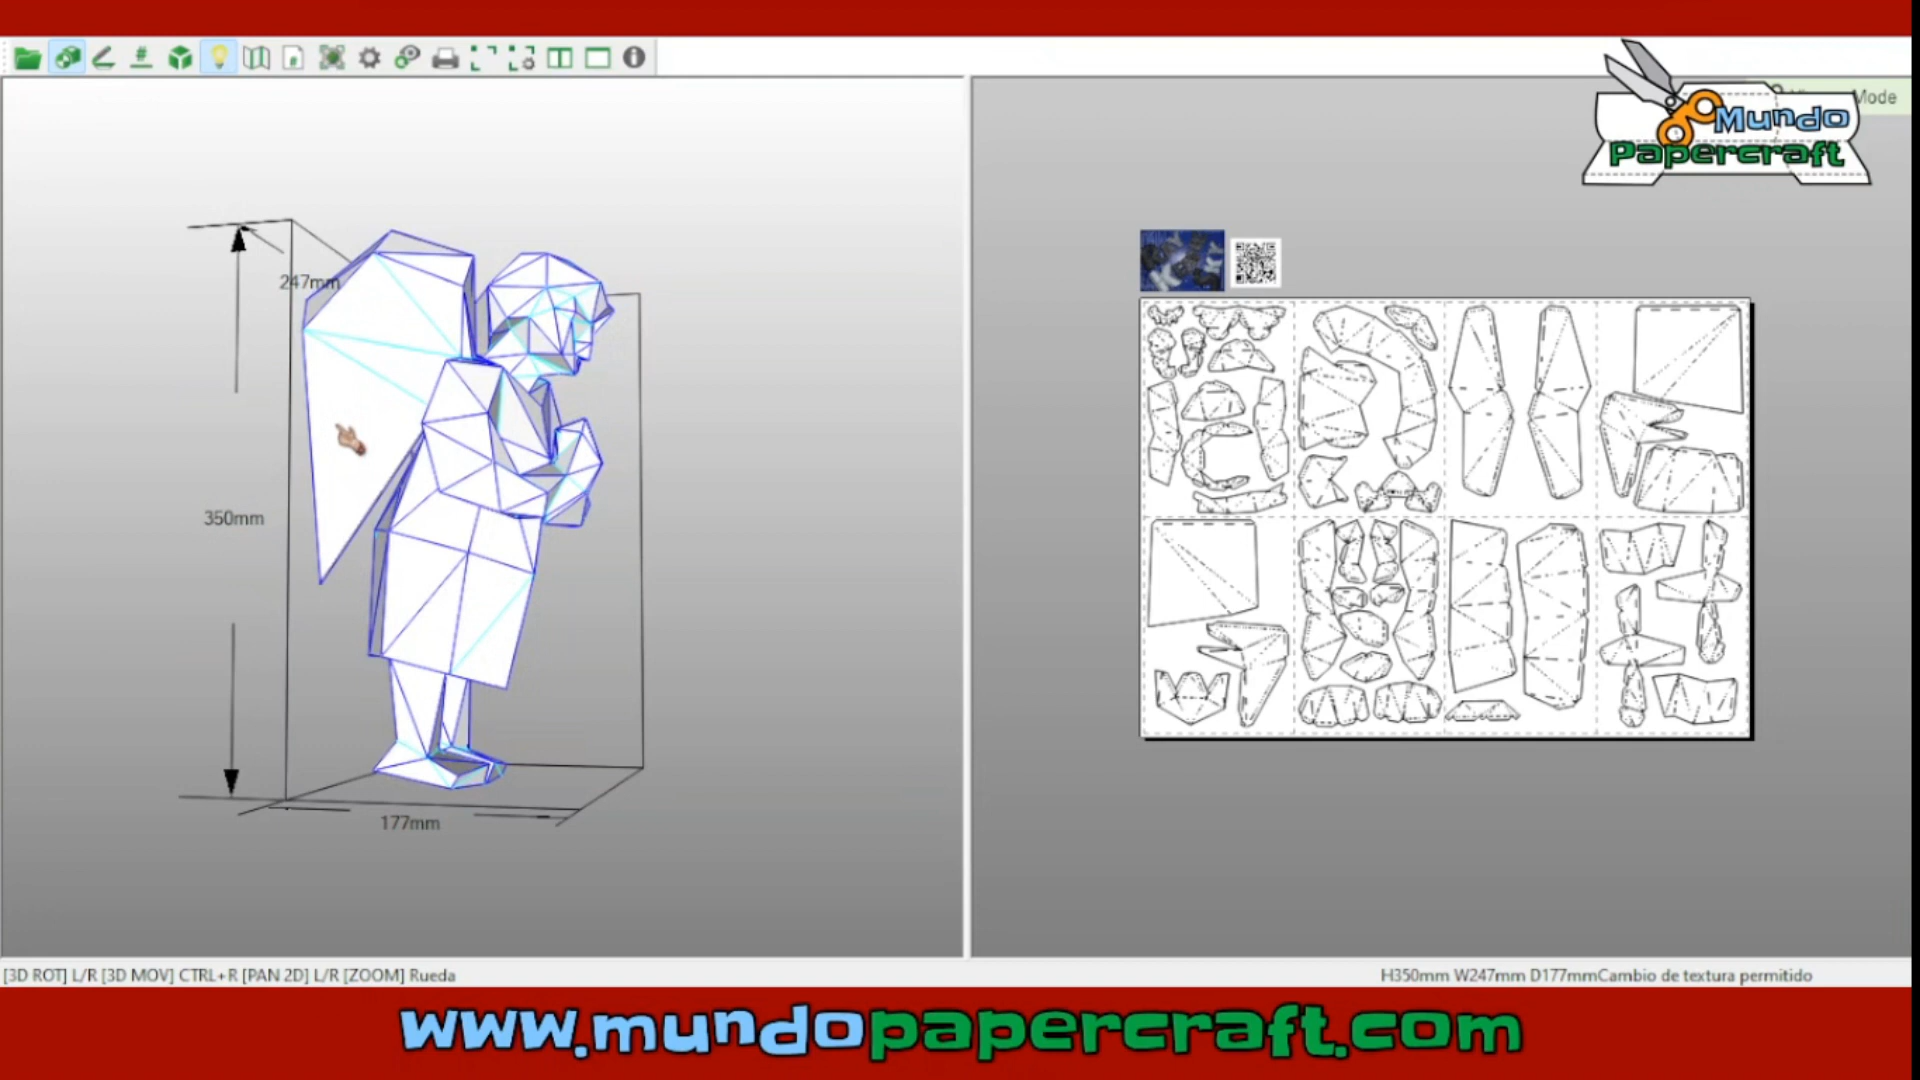 Mundo
Papercraft
Mode
247mm
350mm
177mm
[3D ROT] L/R [3D MOV] CTRL+R [PAN 2D] L/R [ZOOM] Rueda
H350mm W247mm D177mmCambio de textura permitido
www.mundopapercraft.com